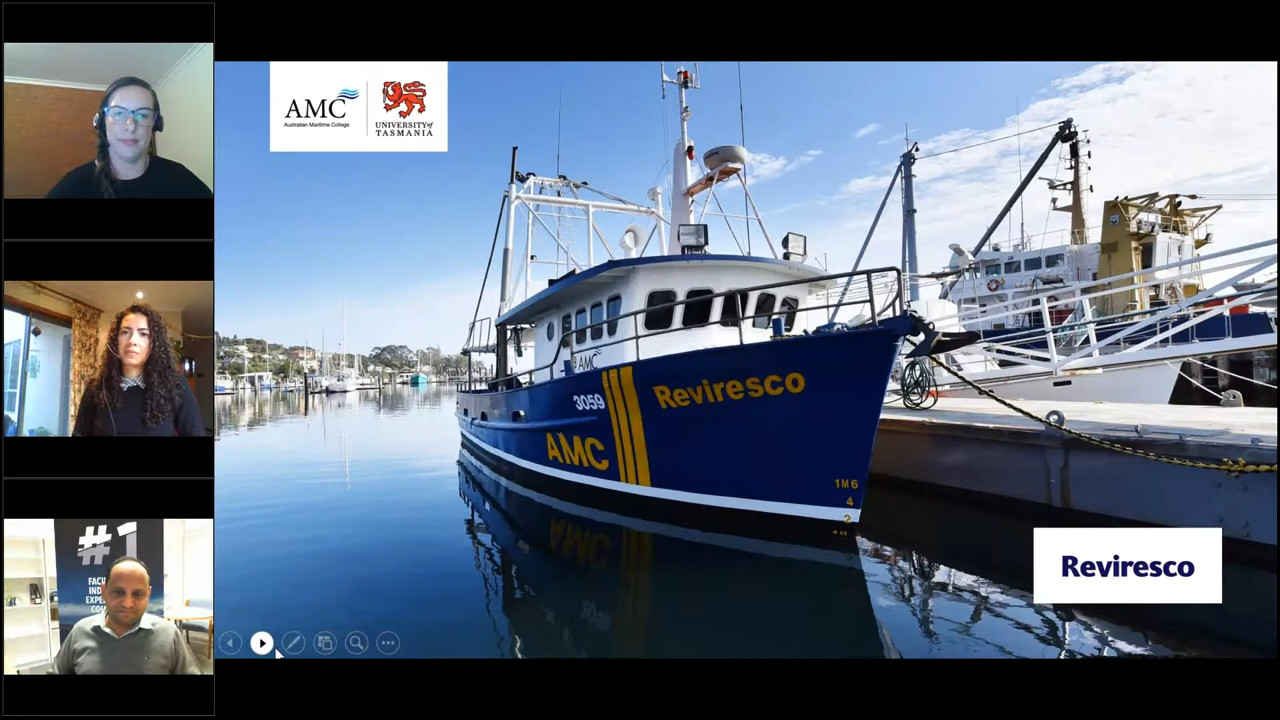 AMC
Australian Maritime College
UNIVERSITY of
TASMANIA
Reviresco
3059
AMC
AMC
1M6
4
2
Reviresco
#1